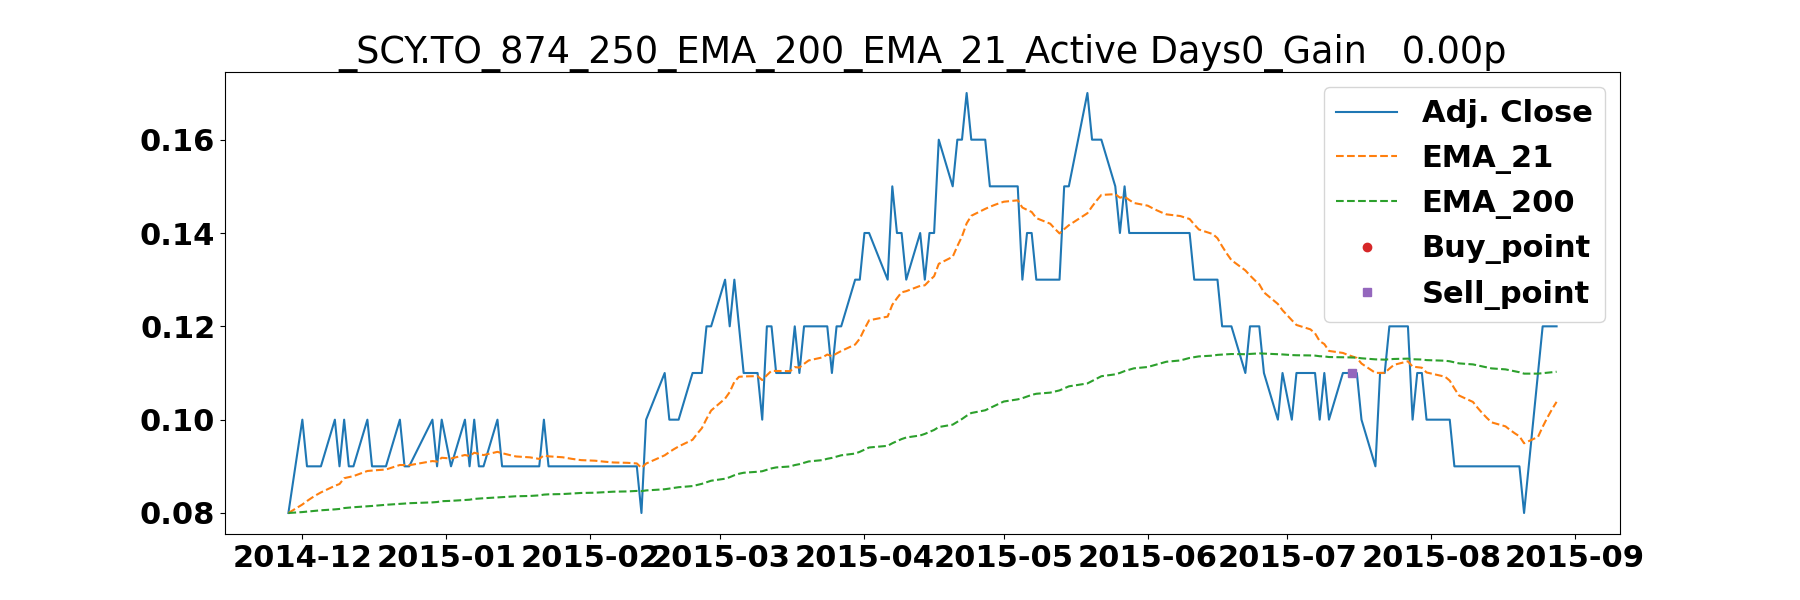 _SCY.TO_874_250_EMA_200_EMA_21_Active Days0_Gain   0.00p
Adj. Close
EMA_21
EMA_200
Buy_point
Sell_point
0.16
0.14
0.12
0.10
0.08
2014-12 2015-01 2015-02 2015-03 2015-04 2015-05 2015-06 2015-07 2015-08 2015-09